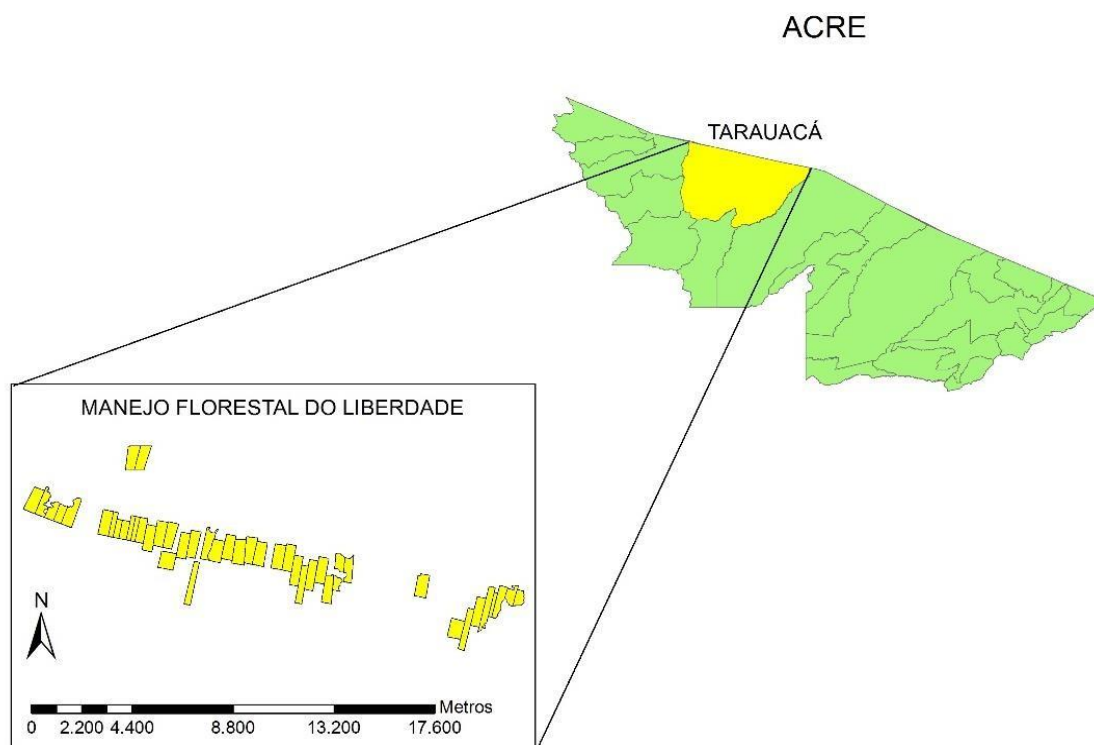 ACRE
TARAUACÁ
MANEJO FLORESTAL DO LIBERDADE
N
Metros
0 2.200 4.400 8.800 13.200 17.600